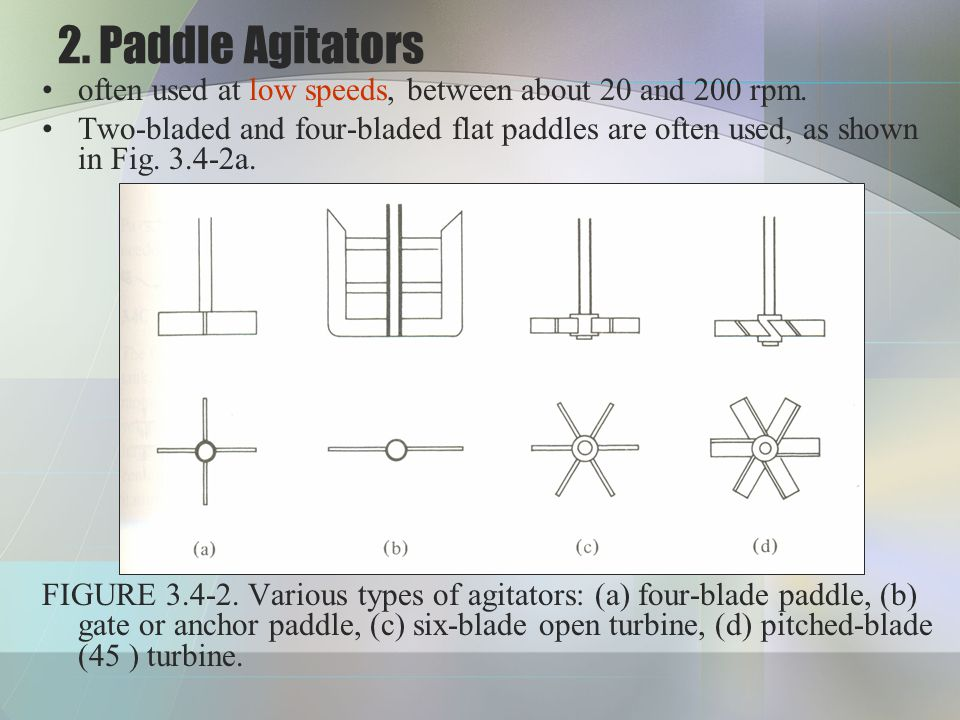 2. Paddle Agitators
• often used at low speeds, between about 20 and 200 rpm.
• Two-bladed and four-bladed flat paddles are often used, as shown
in Fig. 3.4-2a.
(a) (b) (c) (d)
FIGURE 3.4-2. Various types of agitators: (a) four-blade paddle, (b)
gate or anchor paddle, (c) six-blade open turbine, (d) pitched-blade
(45 ) turbine.